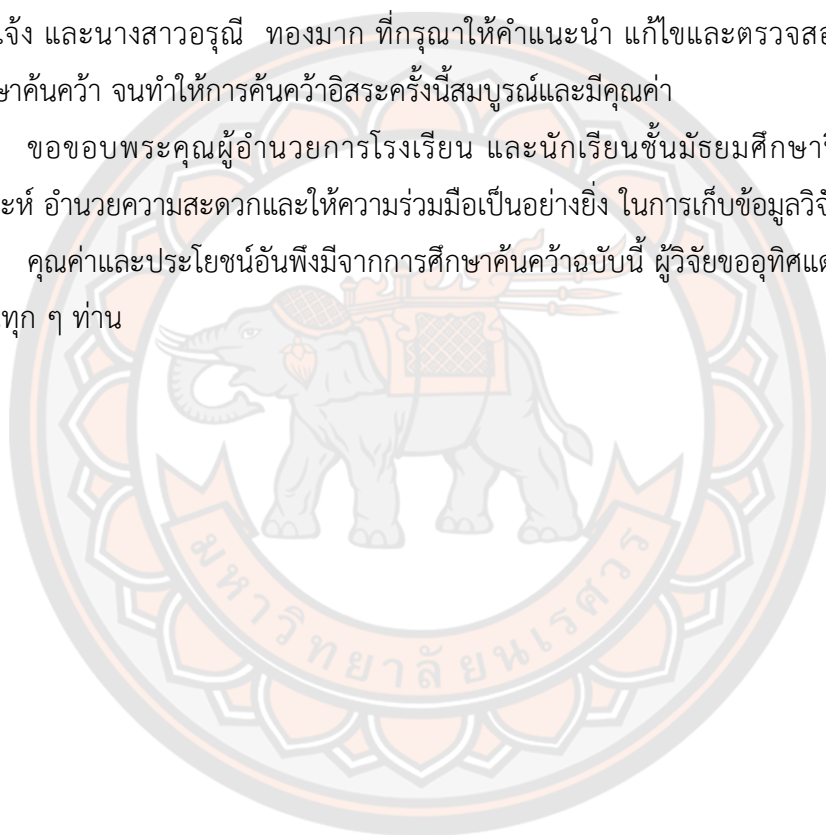 เจ้ง และนางสาวอรุณี ทองมาก ที่กรุณาให้คำแนะนำ แก้ไขและตรวจสอ
ษาค้นคว้า จนทำให้การค้นคว้าอิสระครั้งนี้สมบูรณ์และมีคุณค่า
ขอขอบพระคุณผู้อำนวยการโรงเรียน และนักเรียนชั้นมัธยมศึกษาปี
ะห์ อำนวยความสะดวกและให้ความร่วมมือเป็นอย่างยิ่ง ในการเก็บข้อมูลวิจั
คุณค่าและประโยชน์อันพึงมีจากการศึกษาค้นคว้าฉบับนี้ ผู้วิจัยขออุทิศแด
ทุก ๆ ท่าน
มหาวิทยาลัยนเรศวร